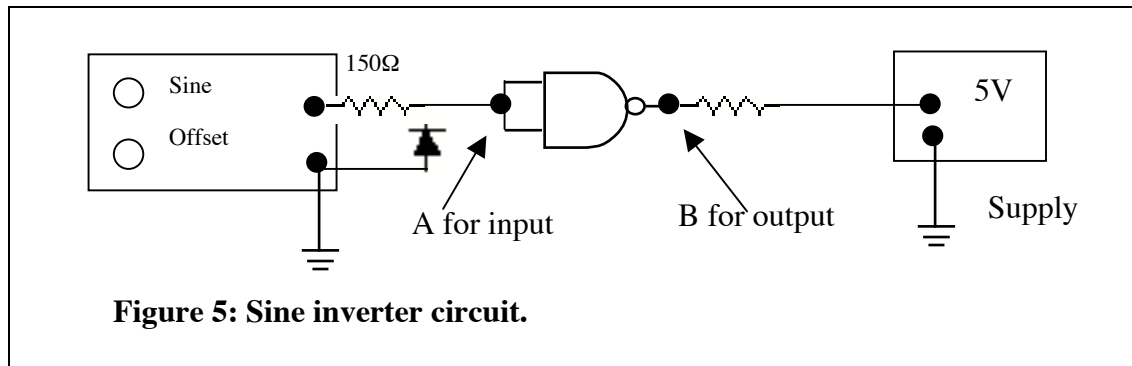 150Ω
Sine
Offset
5V
A for input
B for output
Supply
Figure 5: Sine inverter circuit.